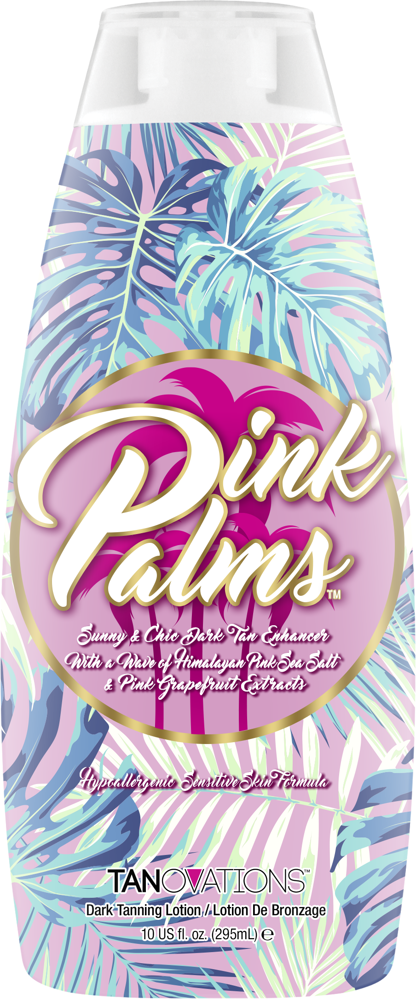 Pink
Palms™
Sunny & Chic Dark Tan Enhancer
With a Wave of Himalayan Pink Sea Salt
& Pink Grapefruit Extracts
Hypoallergenic Sensitive Skin Formula
TANOVATIONS™
Dark Tanning Lotion / Lotion De Bronzage
10 US fl. oz. (295mL) ℮